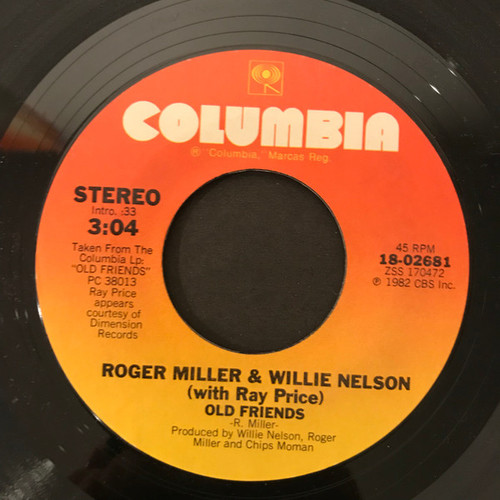 COLUMBIA
® "Columbia," Marcas Reg.
STEREO
Intro. :33
3:04
Taken From The
Columbia Lp:
"OLD FRIENDS"
PC 38013
Ray Price
appears
courtesy of
Dimension
Records
45 RPM
18-02681
ZSS 170472
℗ 1982 CBS Inc.
ROGER MILLER & WILLIE NELSON
(with Ray Price)
OLD FRIENDS
-R. Miller-
Produced by Willie Nelson, Roger
Miller and Chips Moman